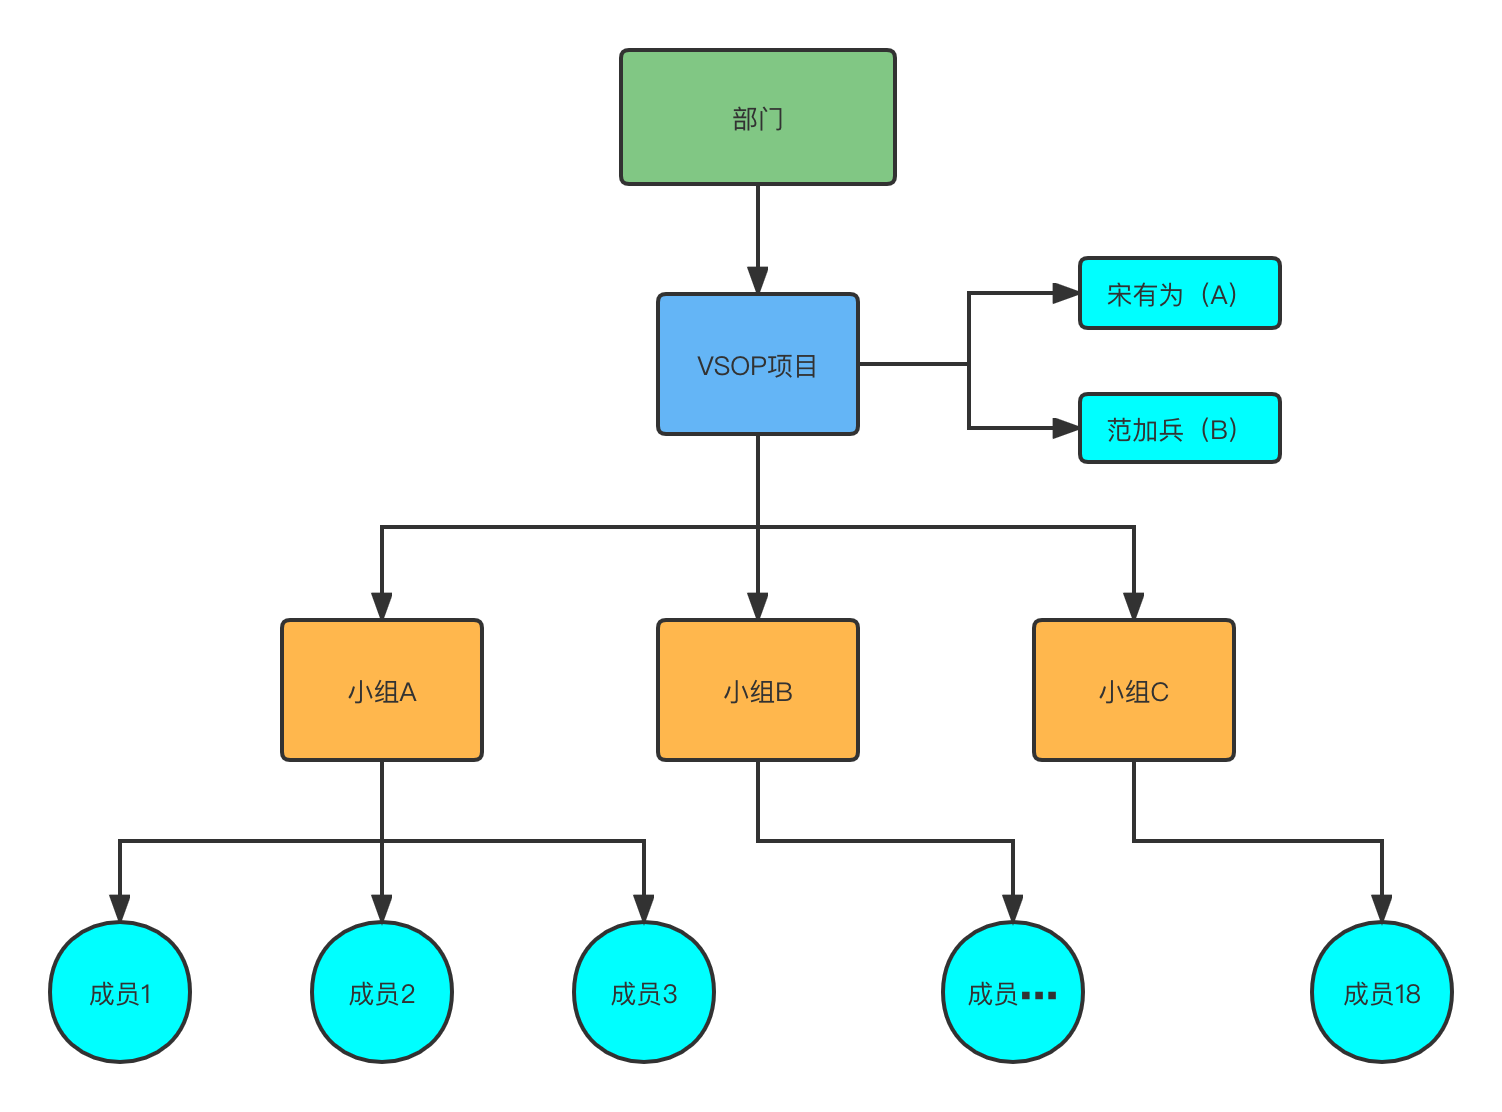 部门
宋有为（A）
VSOP项目
范加兵（B）
小组A
小组B
小组C
成员1
成员2
成员3
成员...
成员18